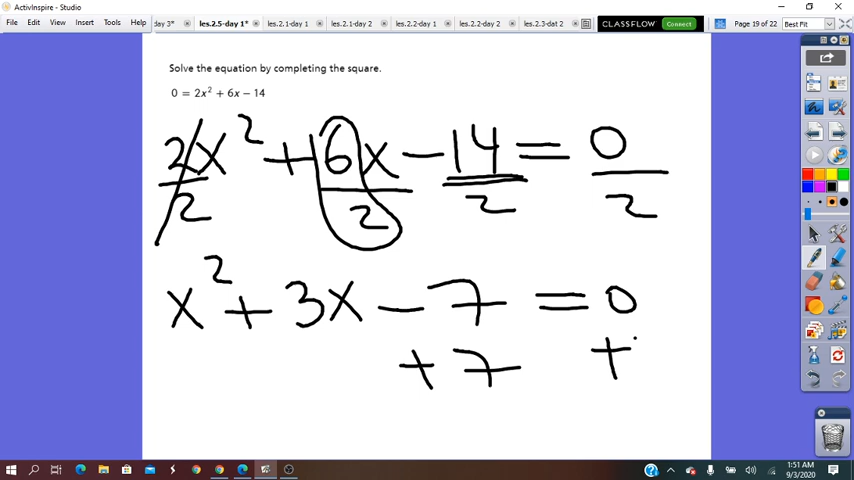 ActivInspire - Studio
File Edit View Insert Tools Help
day 3* les.2.5-day 1* les.2.1-day 1 les.2.1-day 2 les.2.2-day 1 les.2.2-day 2 les.2.3-dat 2 CLASSFLOW Connect Page 19 of 22 Best Fit
Solve the equation by completing the square.
0 = 2x² + 6x − 14
2x² + 6x − 14 = 0
2 2 2 2
x² + 3x − 7 = 0
+ 7 +
1:51 AM
9/3/2020